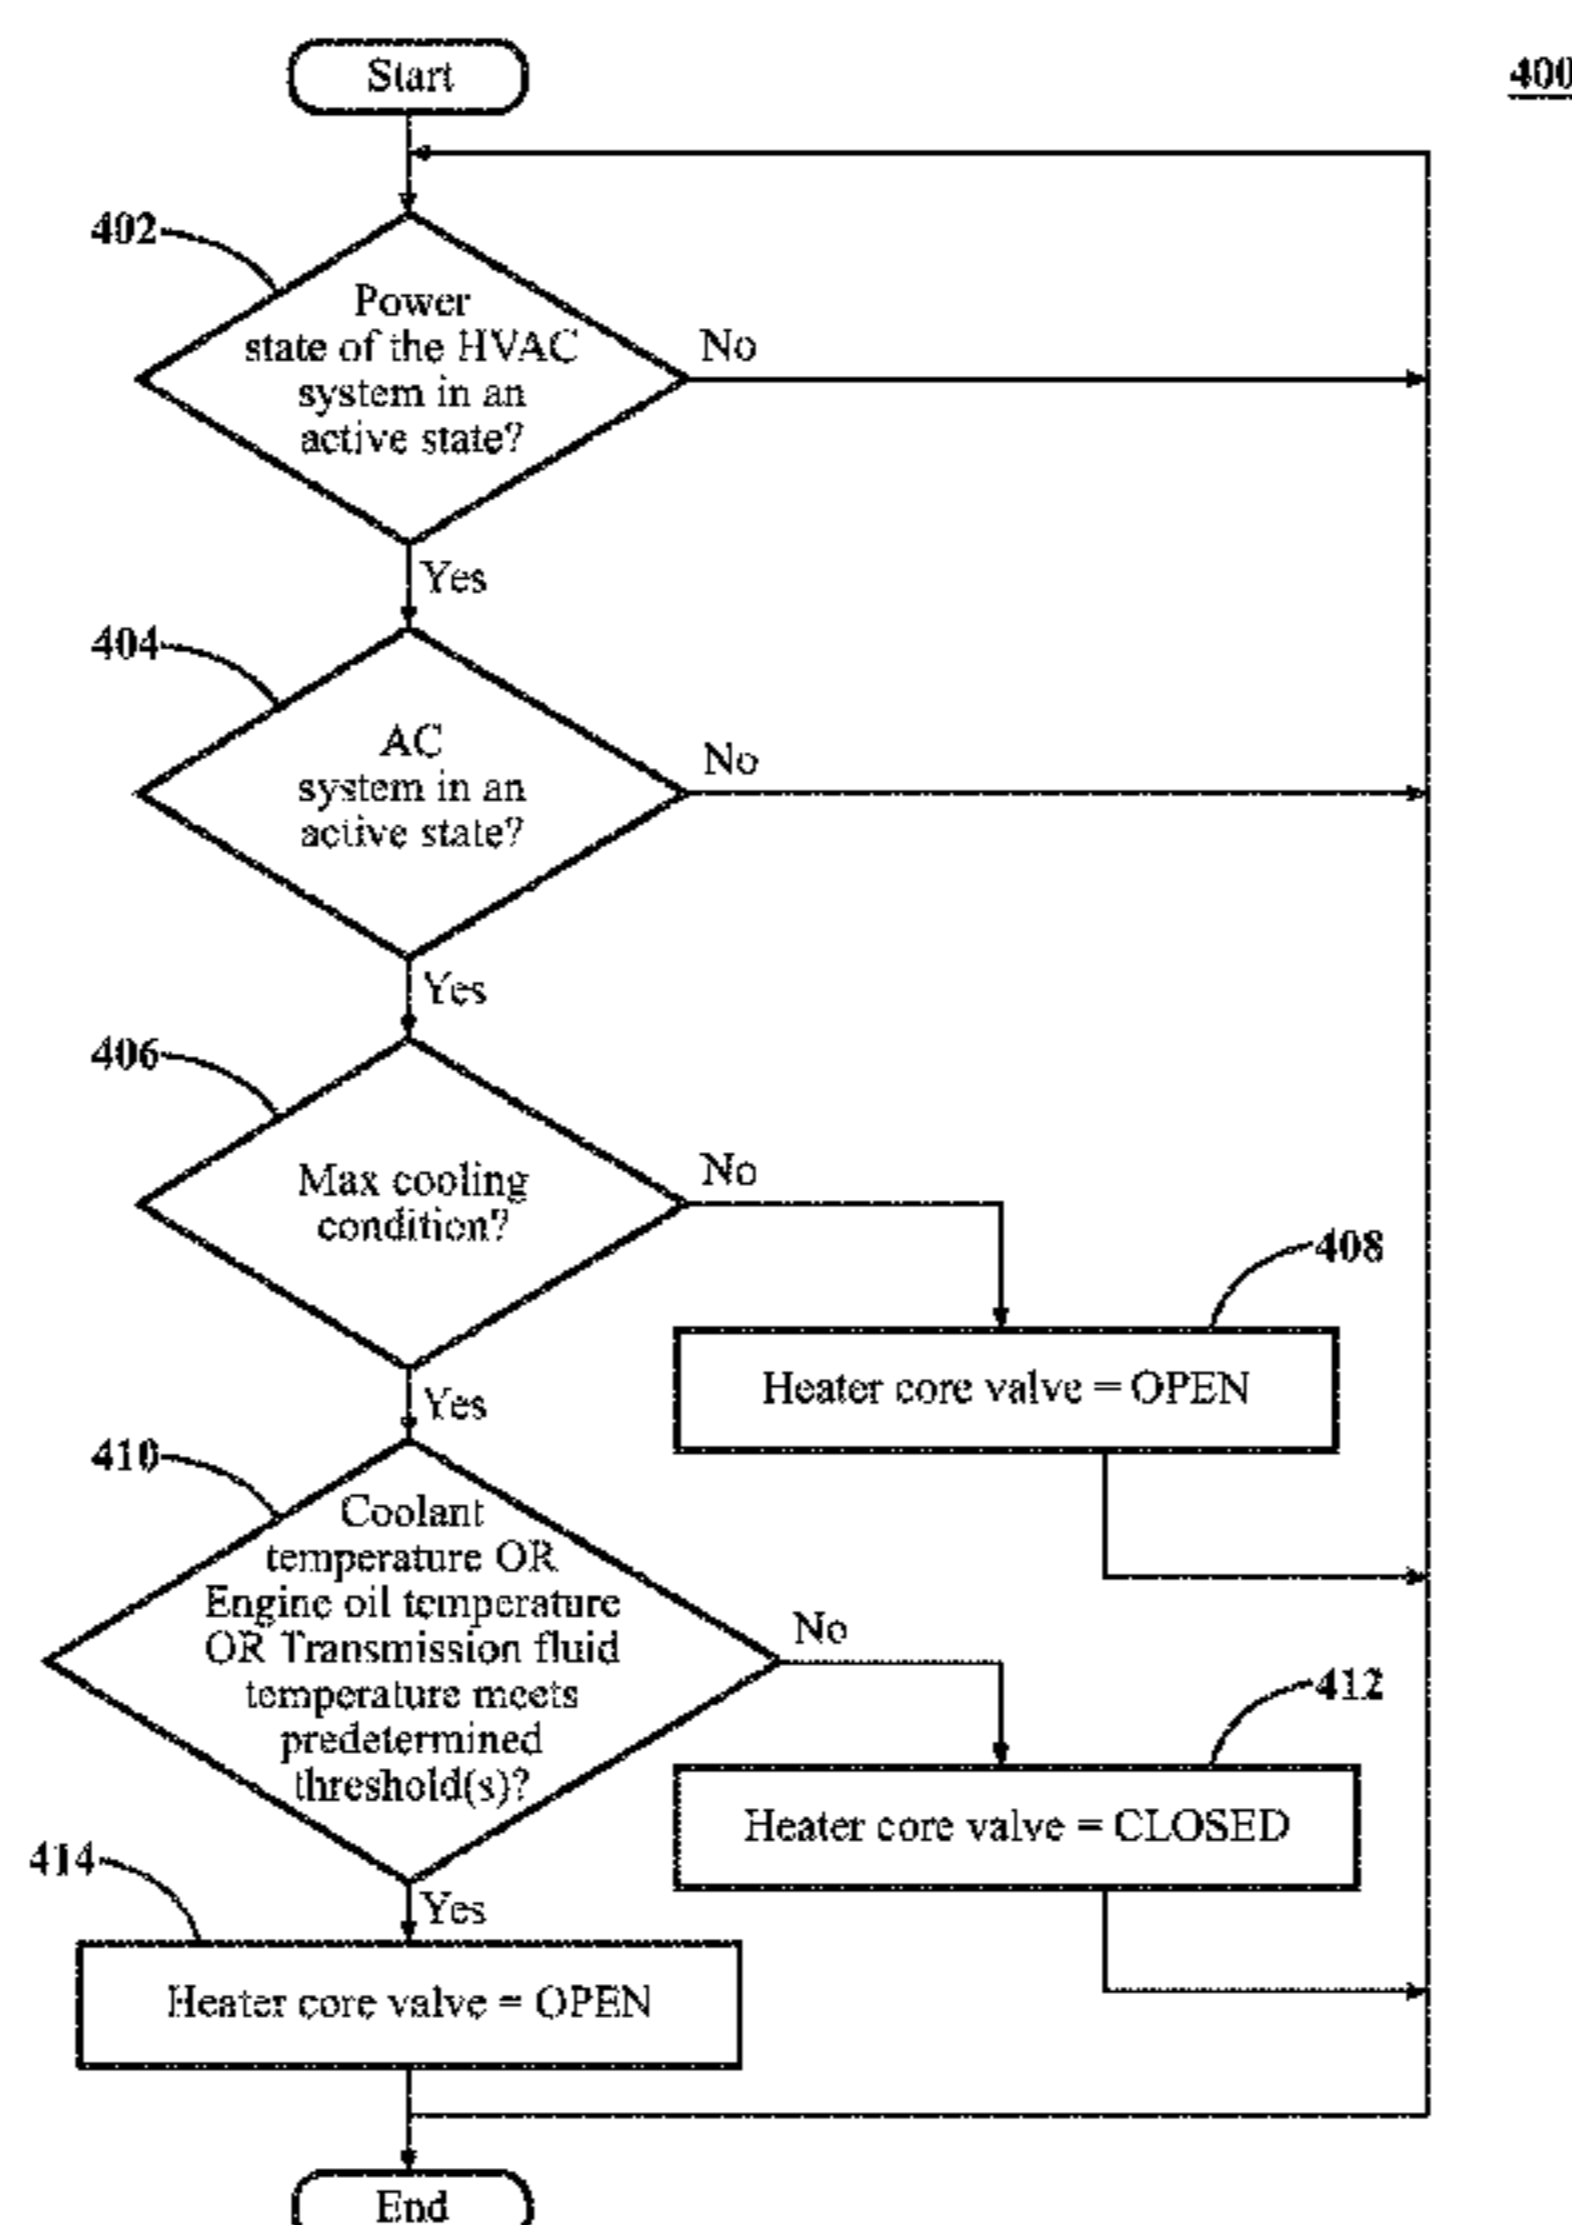 Start
400
402
Power
state of the HVAC
system in an
active state?
No
Yes
404
AC
system in an
active state?
No
Yes
406
Max cooling
condition?
No
408
Heater core valve = OPEN
Yes
410
Coolant
temperature OR
Engine oil temperature
OR Transmission fluid
temperature meets
predetermined
threshold(s)?
No
412
Heater core valve = CLOSED
414
Yes
Heater core valve = OPEN
End